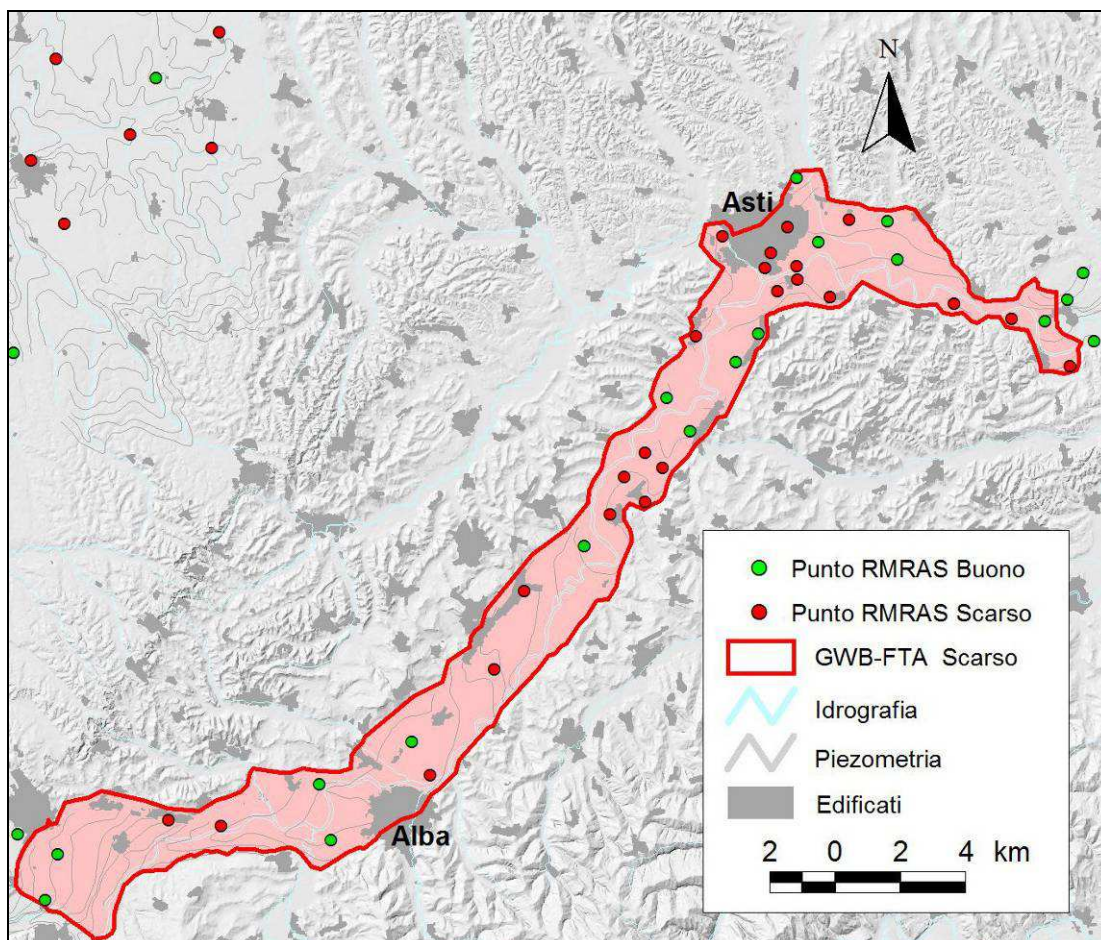 N
Asti
Alba
Punto RMRAS Buono
Punto RMRAS Scarso
GWB-FTA Scarso
Idrografia
Piezometria
Edificati
2 0 2 4 km